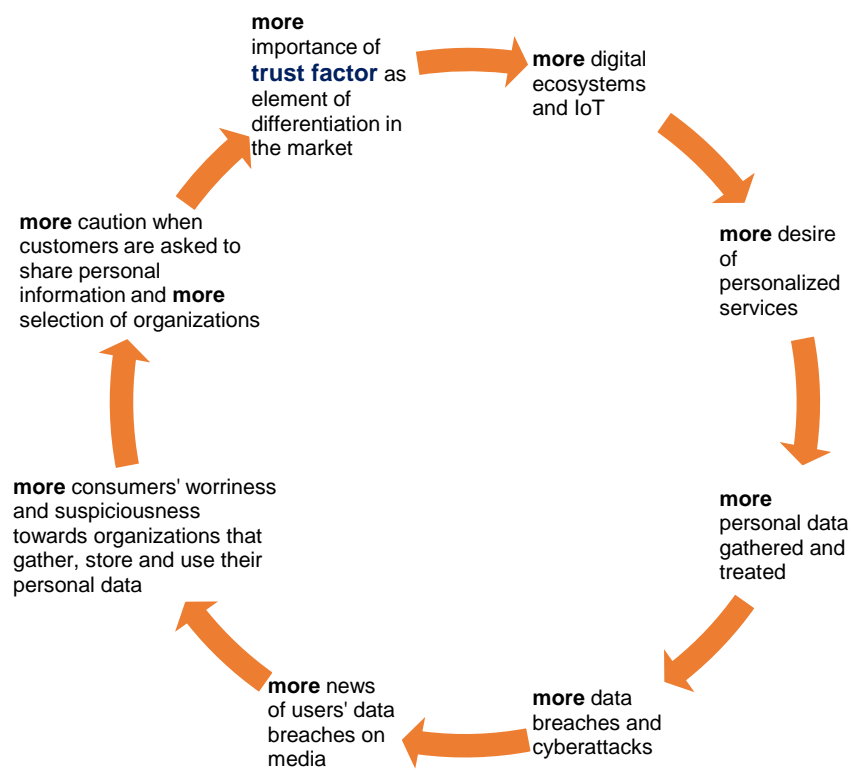 more
importance of
trust factor as
element of
differentiation in
the market
more digital
ecosystems
and IoT
more desire
of
personalized
services
more
personal data
gathered and
treated
more data
breaches and
cyberattacks
more news
of users' data
breaches on
media
more consumers' worriness
and suspiciousness
towards organizations that
gather, store and use their
personal data
more caution when
customers are asked to
share personal
information and more
selection of organizations